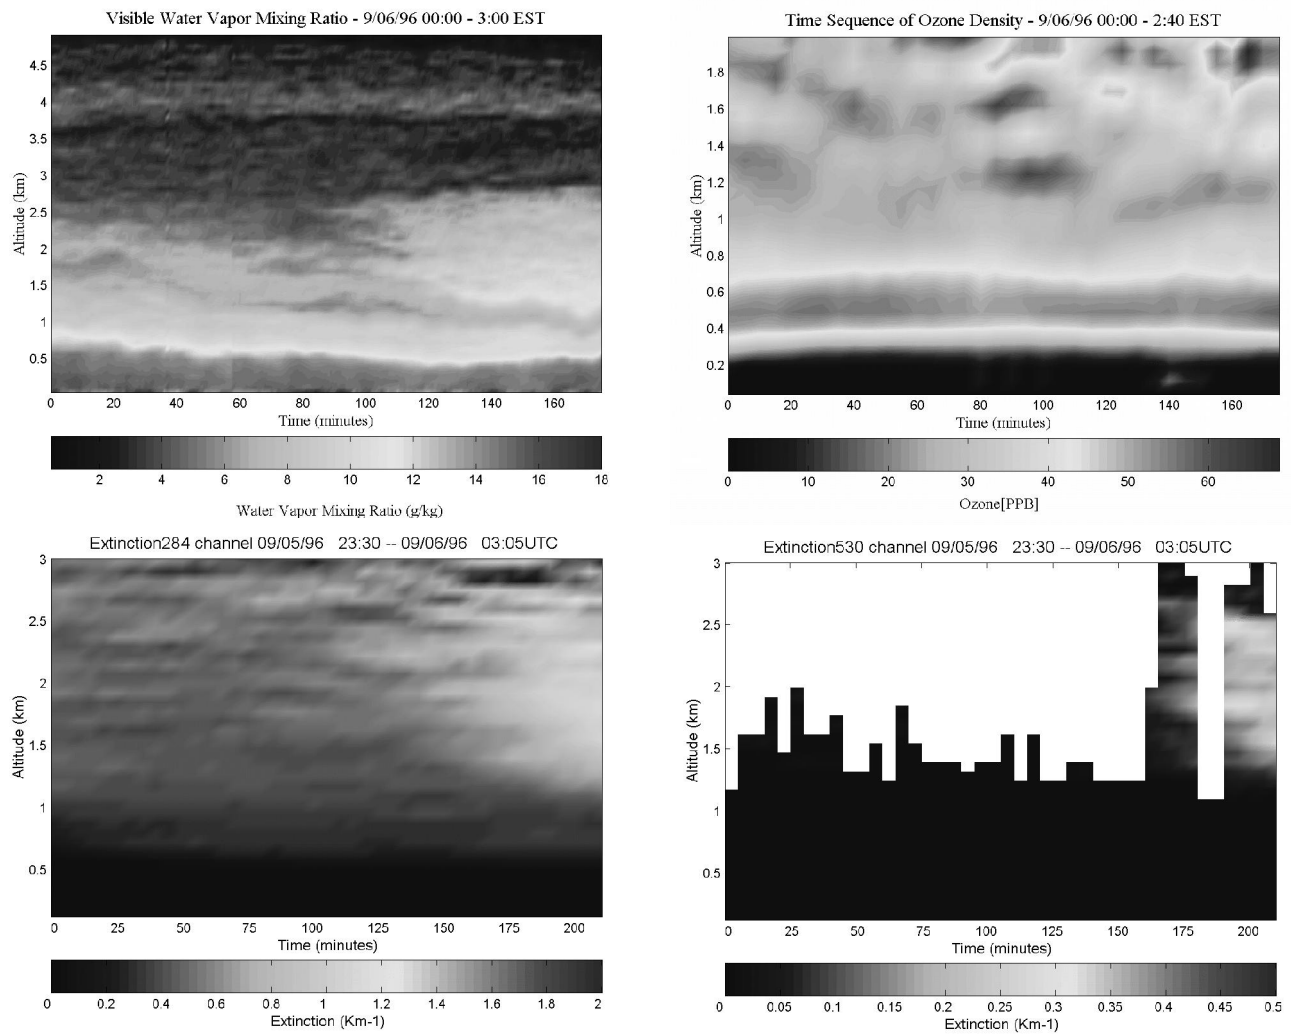 Visible Water Vapor Mixing Ratio - 9/06/96 00:00 - 3:00 EST
4.5
4
3.5
3
2.5
2
1.5
1
0.5
Altitude (km)
0 20 40 60 80 100 120 140 160
Time (minutes)
2 4 6 8 10 12 14 16 18
Water Vapor Mixing Ratio (g/kg)
Time Sequence of Ozone Density - 9/06/96 00:00 - 2:40 EST
1.8
1.6
1.4
1.2
1
0.8
0.6
0.4
0.2
Altitude (km)
0 20 40 60 80 100 120 140 160
Time (minutes)
0 10 20 30 40 50 60
Ozone[PPB]
Extinction284 channel 09/05/96 23:30 -- 09/06/96 03:05UTC
3
2.5
2
1.5
1
0.5
Altitude (km)
0 25 50 75 100 125 150 175 200
Time (minutes)
0 0.2 0.4 0.6 0.8 1 1.2 1.4 1.6 1.8 2
Extinction (Km-1)
Extinction530 channel 09/05/96 23:30 -- 09/06/96 03:05UTC
3
2.5
2
1.5
1
0.5
Altitude (km)
0 25 50 75 100 125 150 175 200
Time (minutes)
0 0.05 0.1 0.15 0.2 0.25 0.3 0.35 0.4 0.45 0.5
Extinction (Km-1)